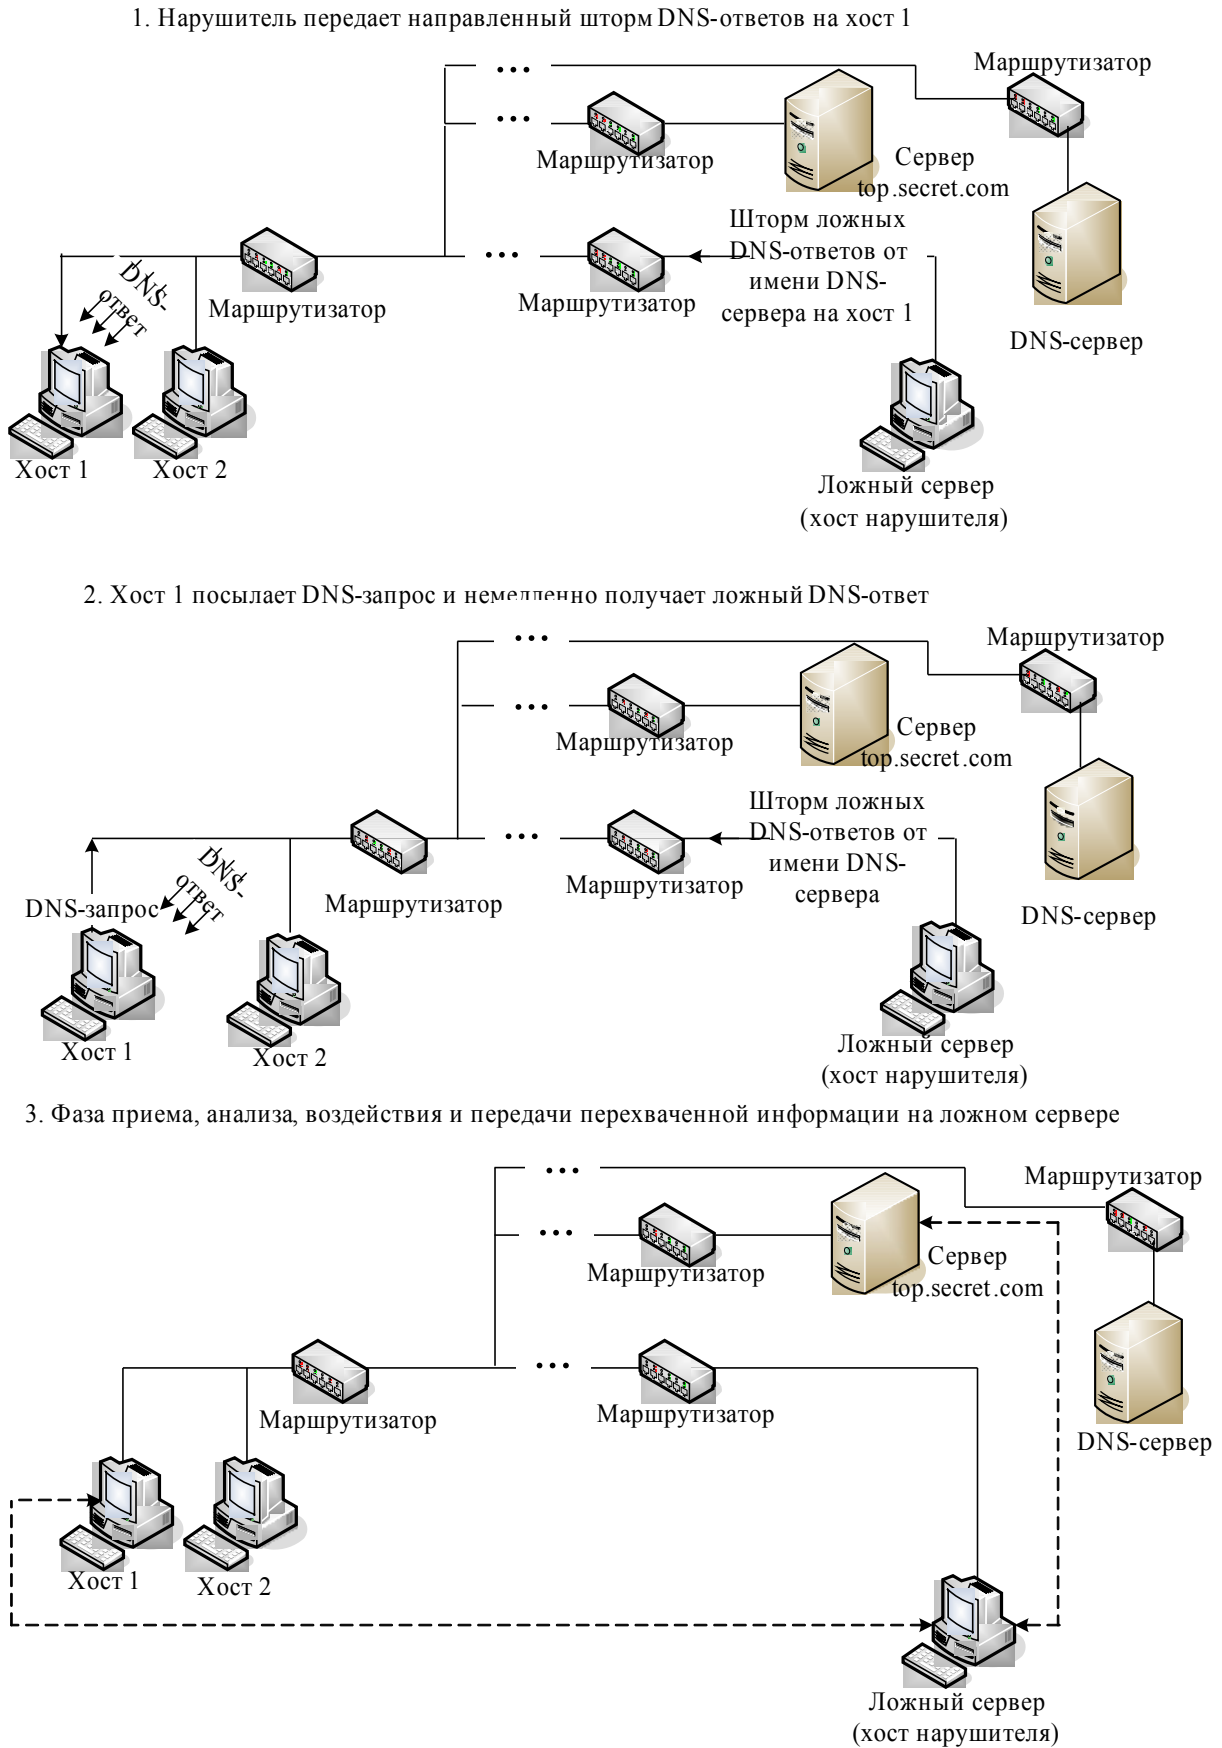 1. Нарушитель передает направленный шторм DNS-ответов на хост 1
Маршрутизатор
Маршрутизатор
Сервер
top.secret.com
Шторм ложных
DNS-ответов от
имени DNS-
сервера на хост 1
DNS-
ответ
Маршрутизатор
Маршрутизатор
DNS-сервер
Хост 1
Хост 2
Ложный сервер
(хост нарушителя)
2. Хост 1 посылает DNS-запрос и немедленно получает ложный DNS-ответ
Маршрутизатор
Маршрутизатор
Сервер
top.secret.com
Шторм ложных
DNS-ответов от
имени DNS-
сервера
DNS-
ответ
DNS-запрос
Маршрутизатор
Маршрутизатор
DNS-сервер
Хост 1
Хост 2
Ложный сервер
(хост нарушителя)
3. Фаза приема, анализа, воздействия и передачи перехваченной информации на ложном сервере
Маршрутизатор
Маршрутизатор
Сервер
top.secret.com
Маршрутизатор
Маршрутизатор
DNS-сервер
Хост 1
Хост 2
Ложный сервер
(хост нарушителя)